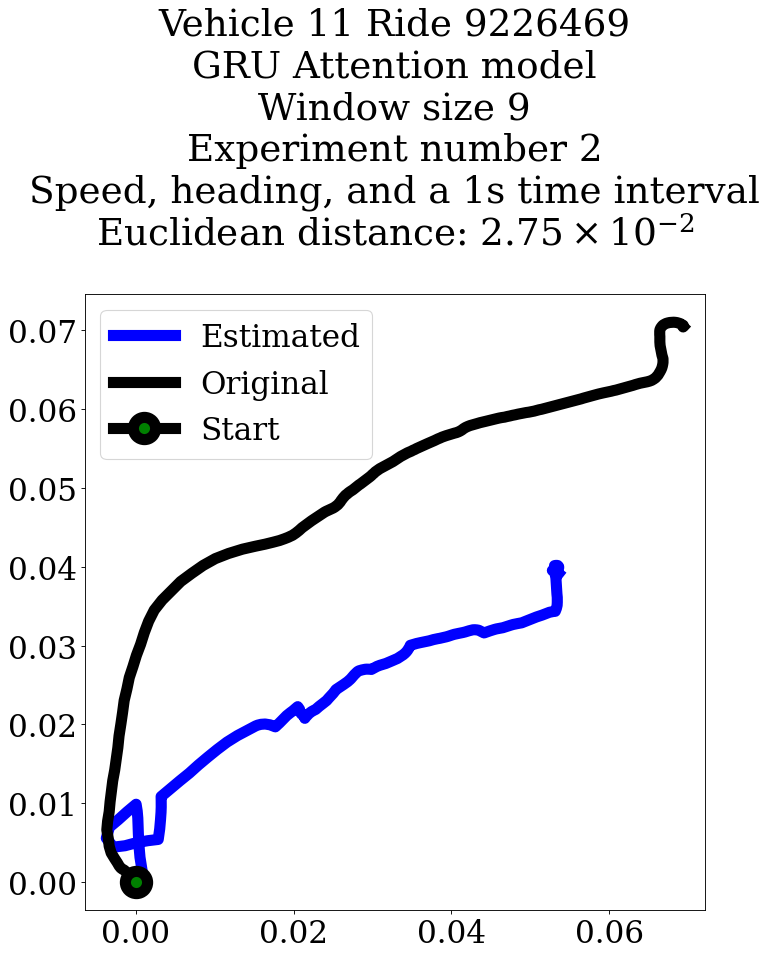 Vehicle 11 Ride 9226469
GRU Attention model
Window size 9
Experiment number 2
Speed, heading, and a 1s time interval
Euclidean distance: 2.75 × 10⁻²
Estimated
Original
Start
0.07
0.06
0.05
0.04
0.03
0.02
0.01
0.00
0.00 0.02 0.04 0.06